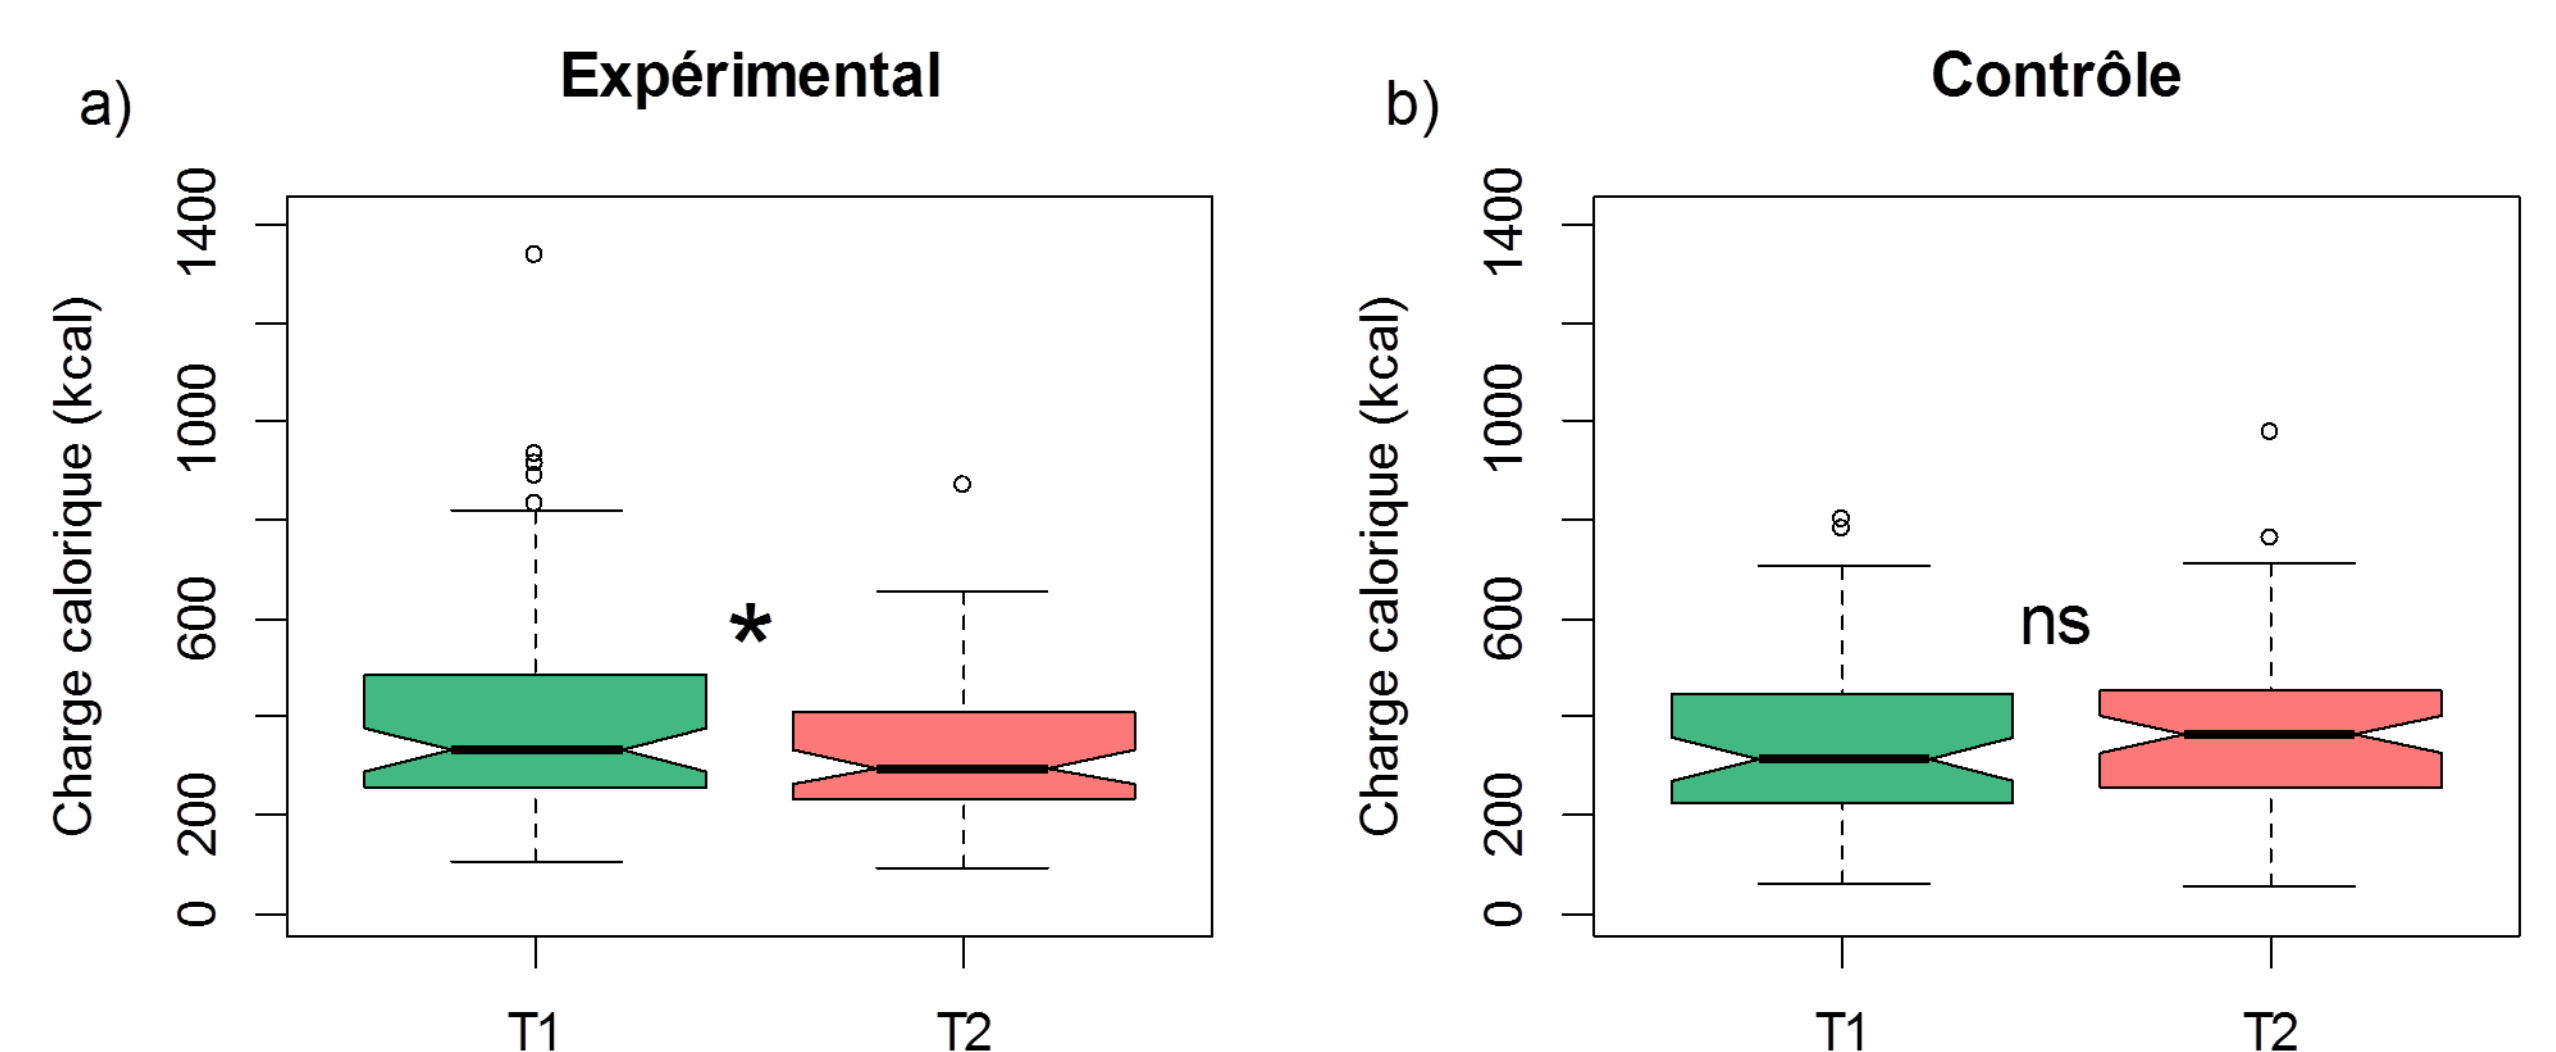 a)
Expérimental
Charge calorique (kcal)
1400
1000
600
200
0
*
T1 T2
b)
Contrôle
Charge calorique (kcal)
1400
1000
600
200
0
ns
T1 T2